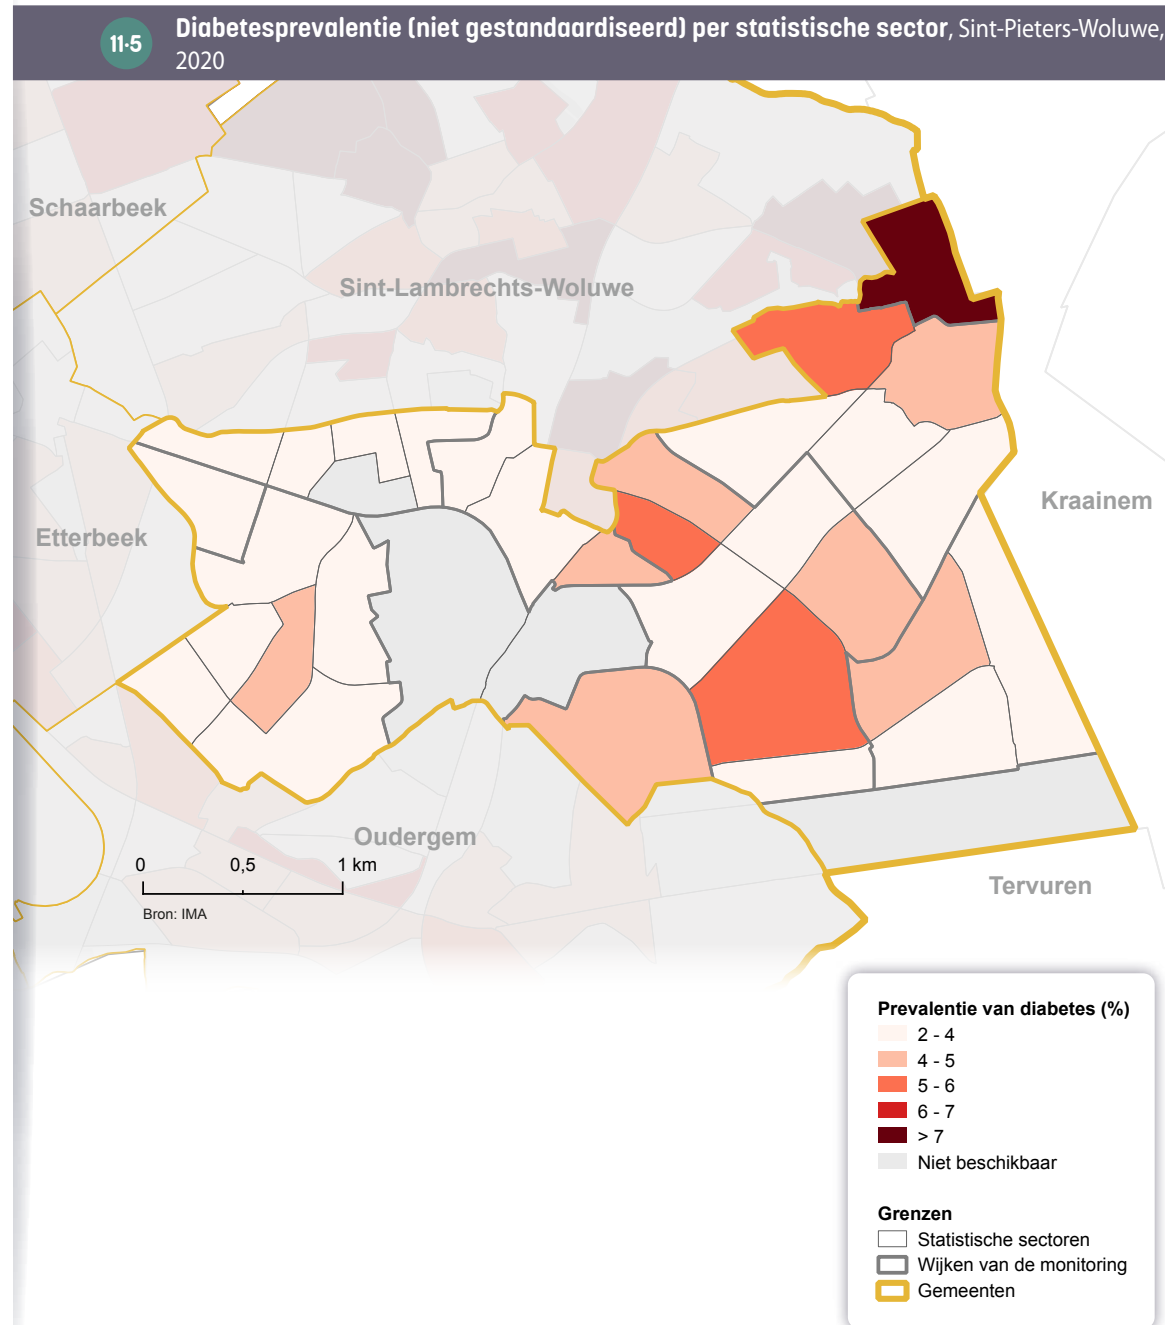 11·5
Diabetesprevalentie (niet gestandaardiseerd) per statistische sector, Sint-Pieters-Woluwe,
2020
Schaarbeek
Sint-Lambrechts-Woluwe
Kraainem
Etterbeek
Oudergem
0 0,5 1 km
Bron: IMA
Tervuren
Prevalentie van diabetes (%)
2 - 4
4 - 5
5 - 6
6 - 7
> 7
Niet beschikbaar
Grenzen
Statistische sectoren
Wijken van de monitoring
Gemeenten